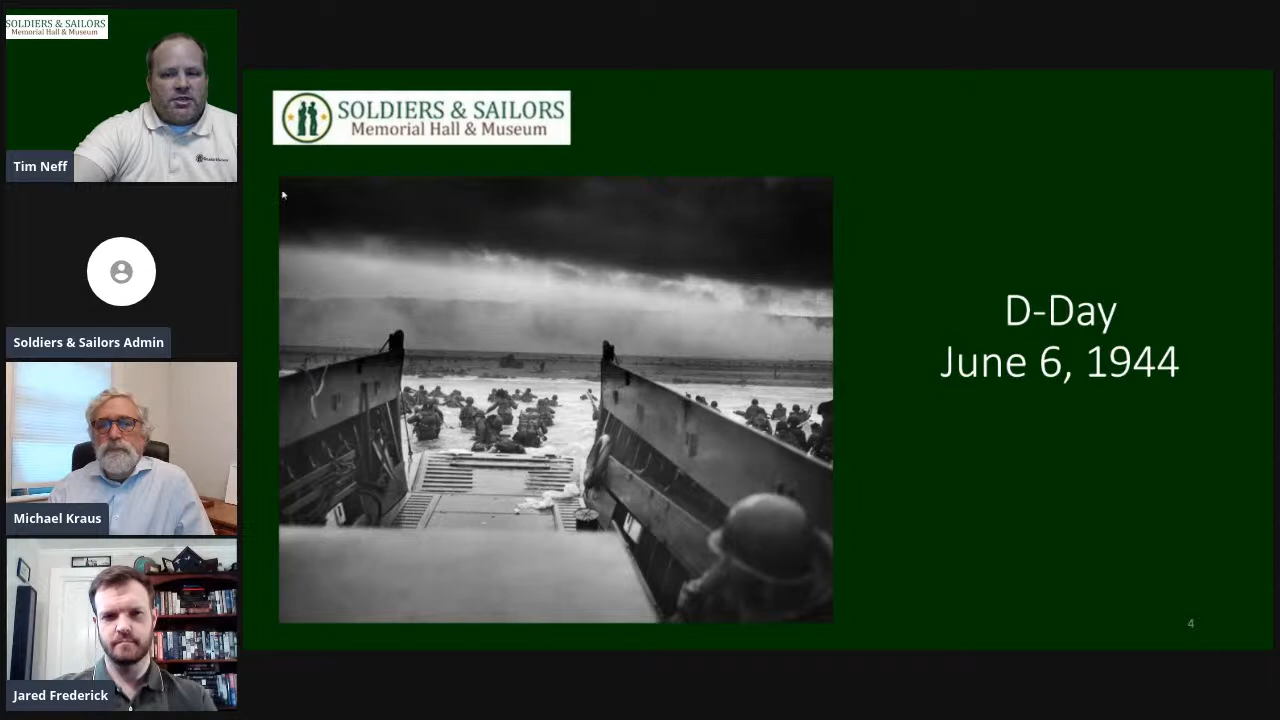 SOLDIERS & SAILORS
Memorial Hall & Museum
Tim Neff
Soldiers & Sailors Admin
Michael Kraus
Jared Frederick
SOLDIERS & SAILORS
Memorial Hall & Museum
D-Day
June 6, 1944
4